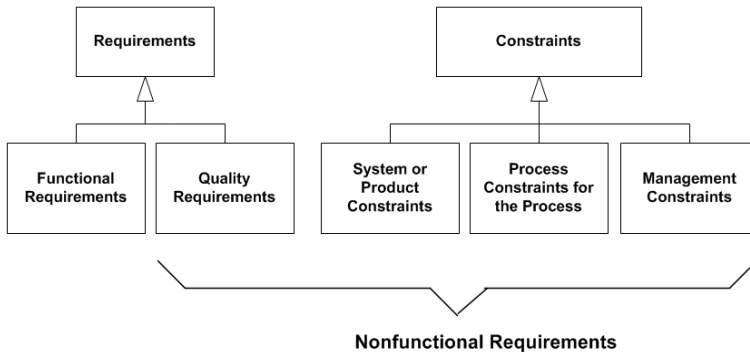 Requirements
Constraints
Functional
Requirements
Quality
Requirements
System or
Product
Constraints
Process
Constraints for
the Process
Management
Constraints
Nonfunctional Requirements